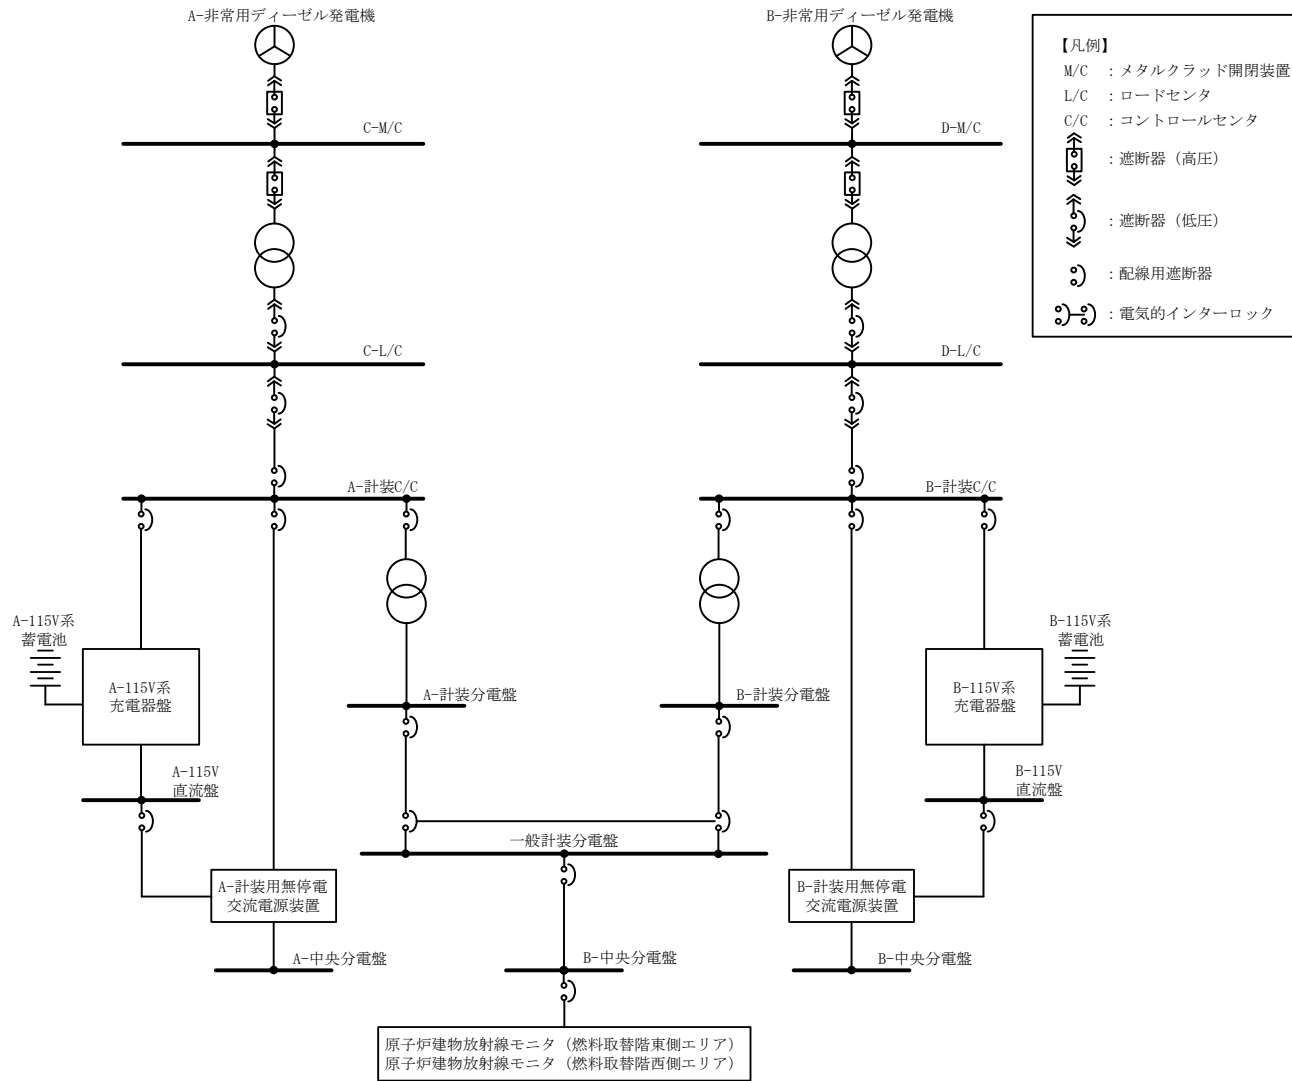 A-非常用ディーゼル発電機
B-非常用ディーゼル発電機
【凡例】
M/C ：メタルクラッド開閉装置
L/C ：ロードセンタ
C/C ：コントロールセンタ
：遮断器（高圧）
：遮断器（低圧）
：配線用遮断器
：電気的インターロック
C-M/C
D-M/C
C-L/C
D-L/C
A-計装C/C
B-計装C/C
A-115V系
蓄電池
B-115V系
蓄電池
A-115V系
充電器盤
B-115V系
充電器盤
A-計装分電盤
B-計装分電盤
A-115V
直流盤
B-115V
直流盤
一般計装分電盤
A-計装用無停電
交流電源装置
B-計装用無停電
交流電源装置
A-中央分電盤
B-中央分電盤
B-中央分電盤
原子炉建物放射線モニタ（燃料取替階東側エリア）
原子炉建物放射線モニタ（燃料取替階西側エリア）